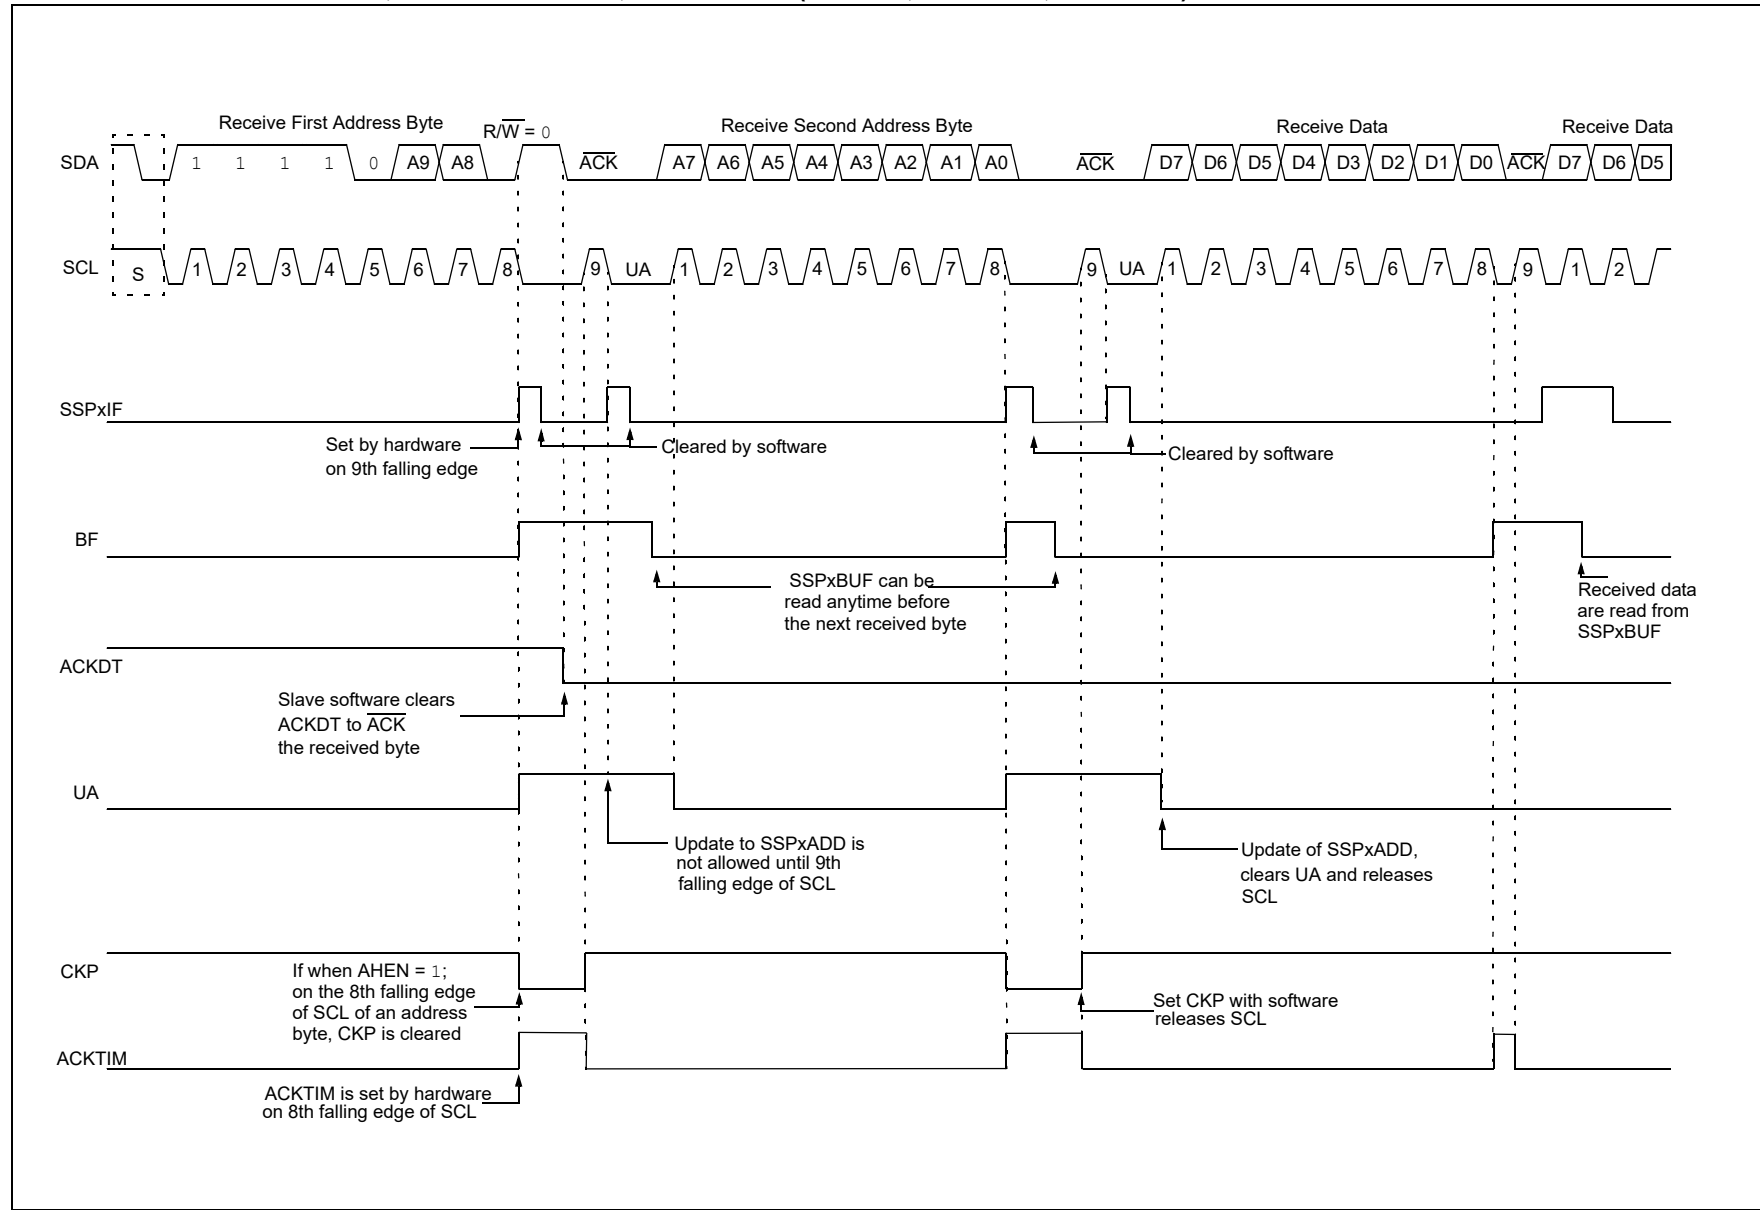 Receive First Address Byte
R/W = 0
Receive Second Address Byte
Receive Data
Receive Data
SDA
1 1 1 1 0 A9 A8
ACK
A7 A6 A5 A4 A3 A2 A1 A0
ACK
D7 D6 D5 D4 D3 D2 D1 D0 ACK D7 D6 D5
SCL
S
1 2 3 4 5 6 7 8 9 UA 1 2 3 4 5 6 7 8 9 UA 1 2 3 4 5 6 7 8 9 1 2
SSPxIF
Set by hardware
on 9th falling edge
Cleared by software
Cleared by software
BF
SSPxBUF can be
read anytime before
the next received byte
Received data
are read from
SSPxBUF
ACKDT
Slave software clears
ACKDT to ACK
the received byte
UA
Update to SSPxADD is
not allowed until 9th
falling edge of SCL
Update of SSPxADD,
clears UA and releases
SCL
CKP
If when AHEN = 1;
on the 8th falling edge
of SCL of an address
byte, CKP is cleared
Set CKP with software
releases SCL
ACKTIM
ACKTIM is set by hardware
on 8th falling edge of SCL